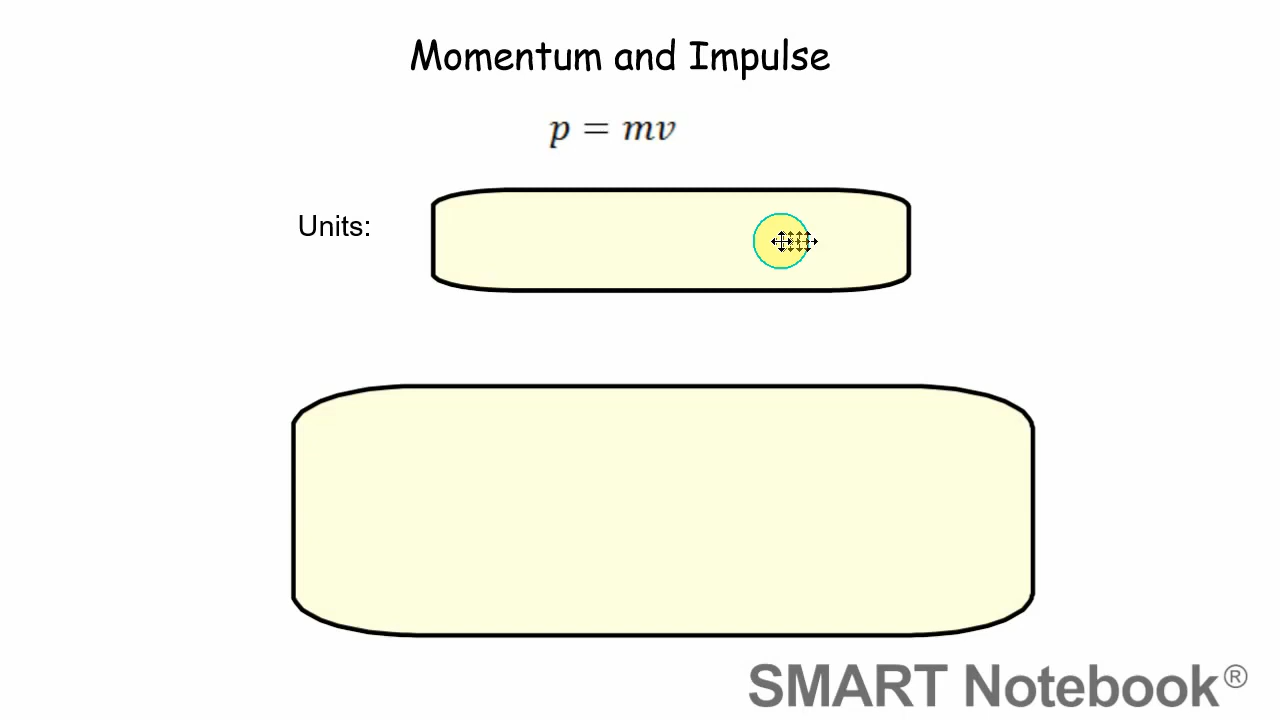 Momentum and Impulse
p = mv
Units:
SMART Notebook®